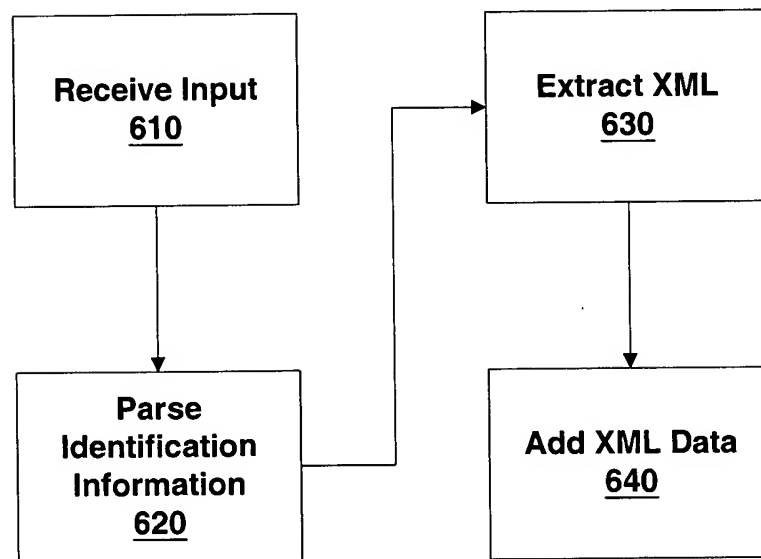 Receive Input
610
Parse
Identification
Information
620
Extract XML
630
Add XML Data
640